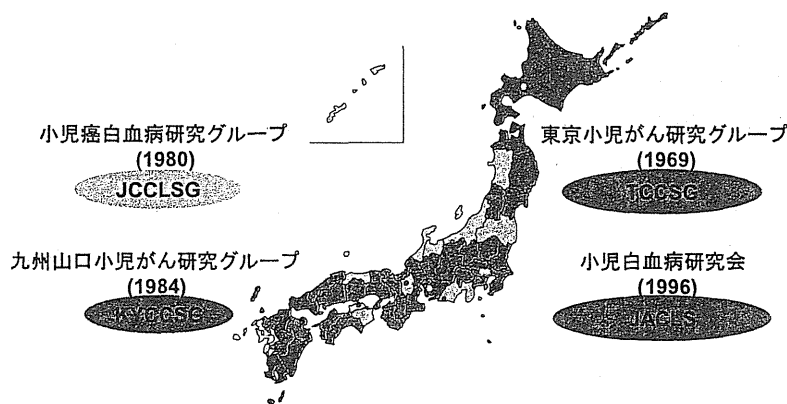 小児癌白血病研究グループ
(1980)
JCCLSG
東京小児がん研究グループ
(1969)
TCCSG
九州山口小児がん研究グループ
(1984)
KYCCSG
小児白血病研究会
(1996)
JACLS